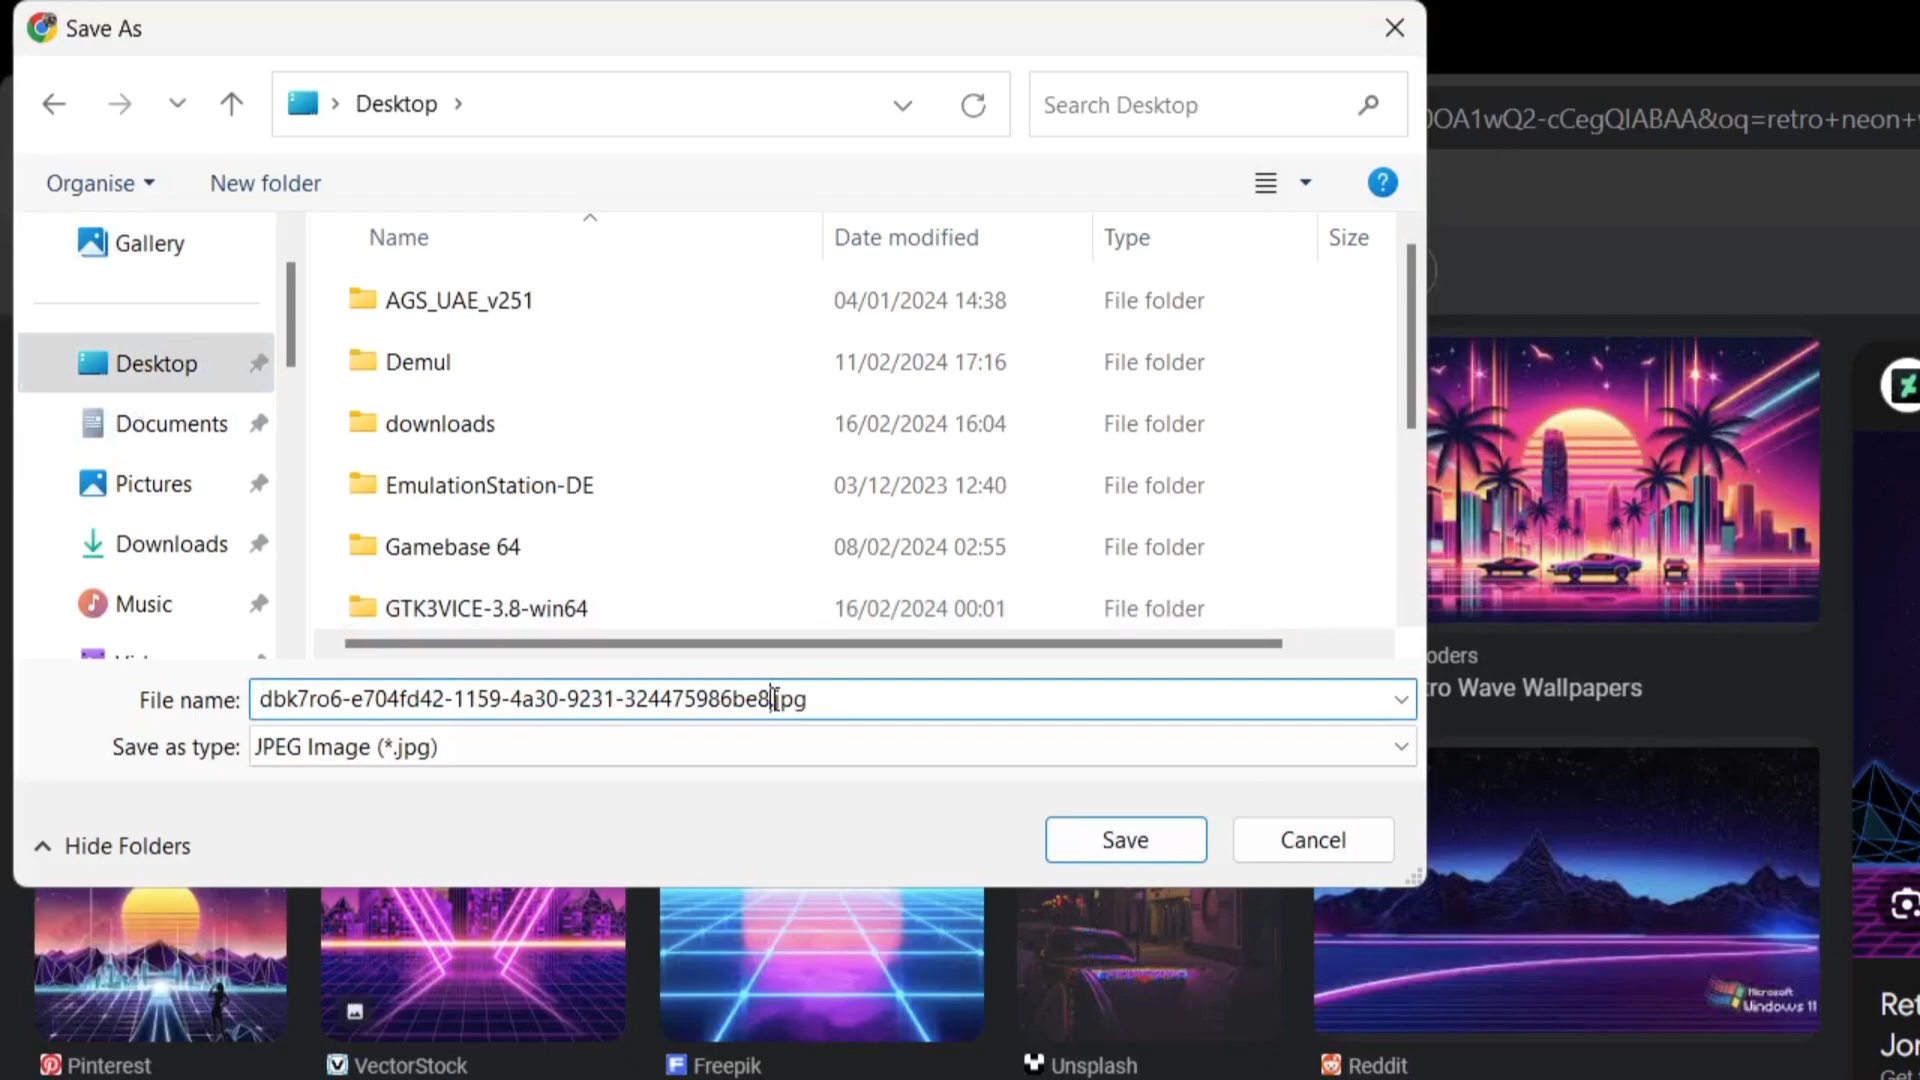 Save As
Desktop
Search Desktop
OA1wQ2-cCegQIABAA&oq=retro+neon+
Organise
New folder
Name
Date modified
Type
Size
Gallery
Desktop
Documents
Pictures
Downloads
Music
AGS_UAE_v251 04/01/2024 14:38 File folder
Demul 11/02/2024 17:16 File folder
downloads 16/02/2024 16:04 File folder
EmulationStation-DE 03/12/2023 12:40 File folder
Gamebase 64 08/02/2024 02:55 File folder
GTK3VICE-3.8-win64 16/02/2024 00:01 File folder
File name: dbk7ro6-e704fd42-1159-4a30-9231-324475986be8.jpg
Save as type: JPEG Image (*.jpg)
Hide Folders
Save
Cancel
oders
ro Wave Wallpapers
Microsoft
Windows 11
Pinterest
VectorStock
Freepik
Unsplash
Reddit
Ret
Jor
Get